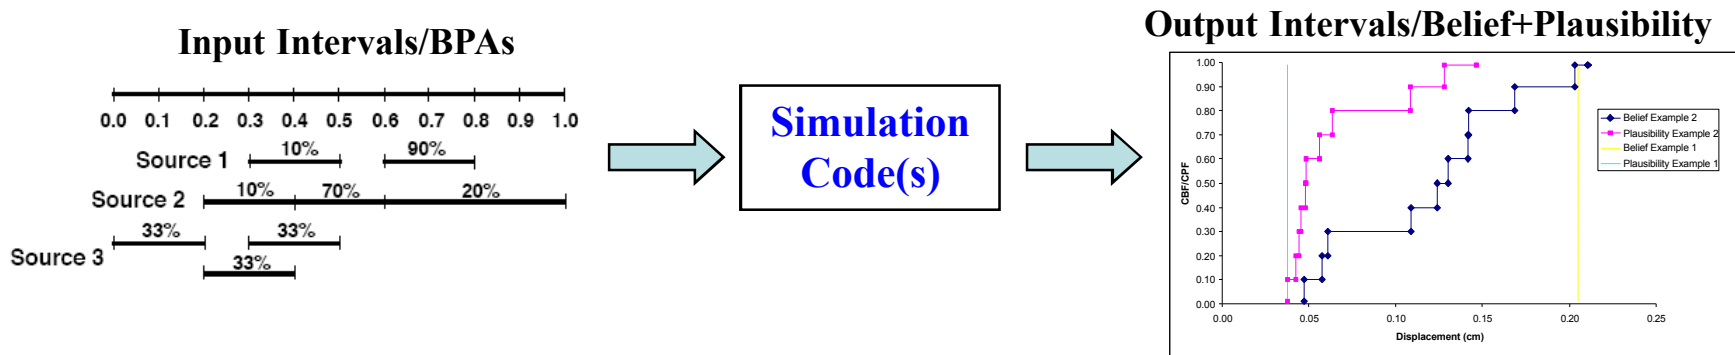 Input Intervals/BPAs
0.0 0.1 0.2 0.3 0.4 0.5 0.6 0.7 0.8 0.9 1.0
Source 1 10% 90%
Source 2 10% 70% 20%
Source 3 33% 33%
33%
Simulation
Code(s)
Output Intervals/Belief+Plausibility
CBF/CPF
1.00
0.90
0.80
0.70
0.60
0.50
0.40
0.30
0.20
0.10
0.00
0.00 0.05 0.10 0.15 0.20 0.25
Displacement (cm)
Belief Example 2
Plausibility Example 2
Belief Example 1
Plausibility Example 1